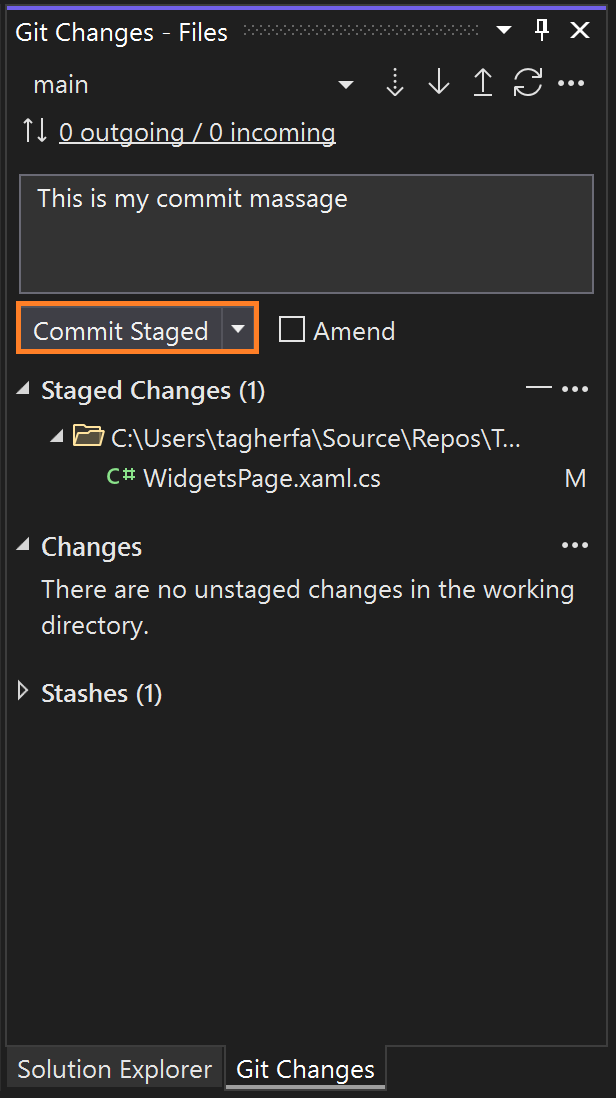 Git Changes - Files
main
0 outgoing / 0 incoming
This is my commit massage
Commit Staged
Amend
Staged Changes (1)
C:\Users\tagherfa\Source\Repos\T...
C# WidgetsPage.xaml.cs M
Changes
There are no unstaged changes in the working
directory.
Stashes (1)
Solution Explorer Git Changes